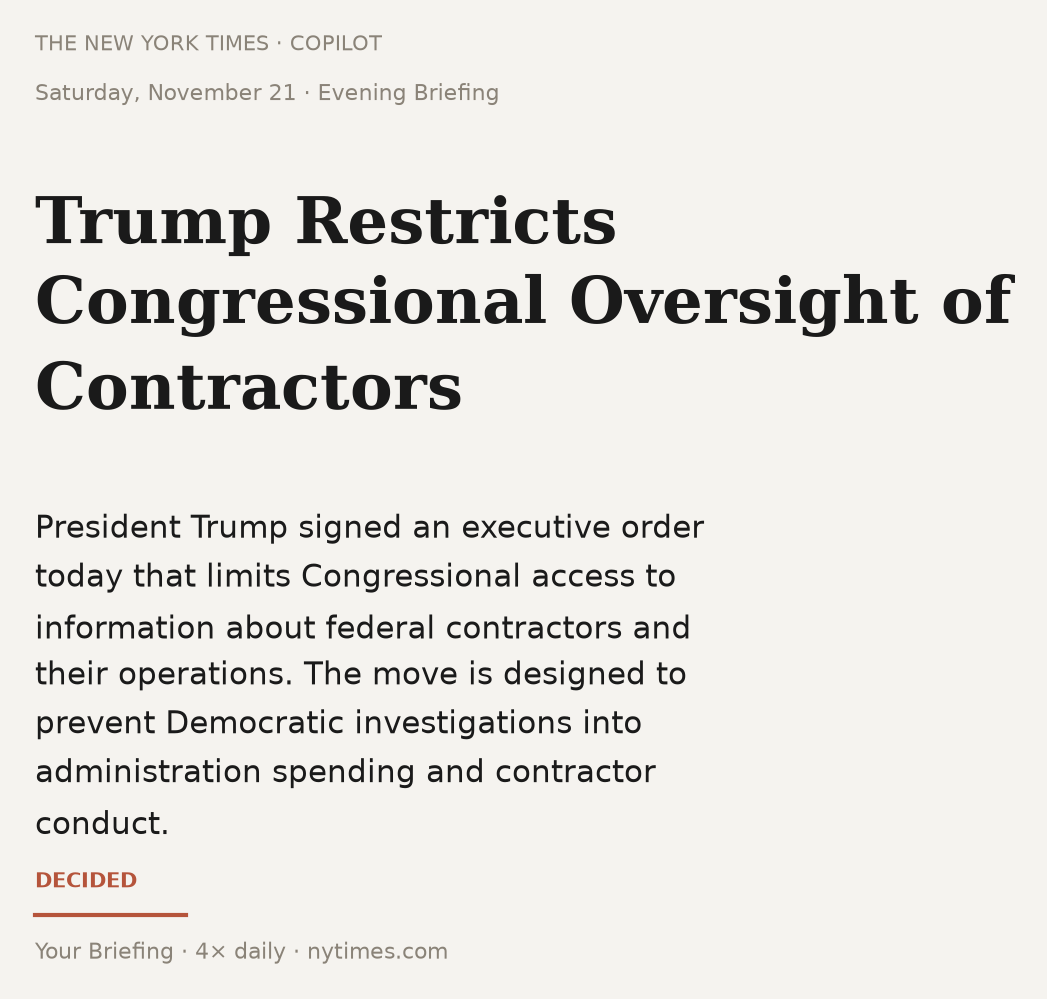 THE NEW YORK TIMES · COPILOT
Saturday, November 21 · Evening Briefing
Trump Restricts
Congressional Oversight of
Contractors
President Trump signed an executive order
today that limits Congressional access to
information about federal contractors and
their operations. The move is designed to
prevent Democratic investigations into
administration spending and contractor
conduct.
DECIDED
Your Briefing · 4× daily · nytimes.com